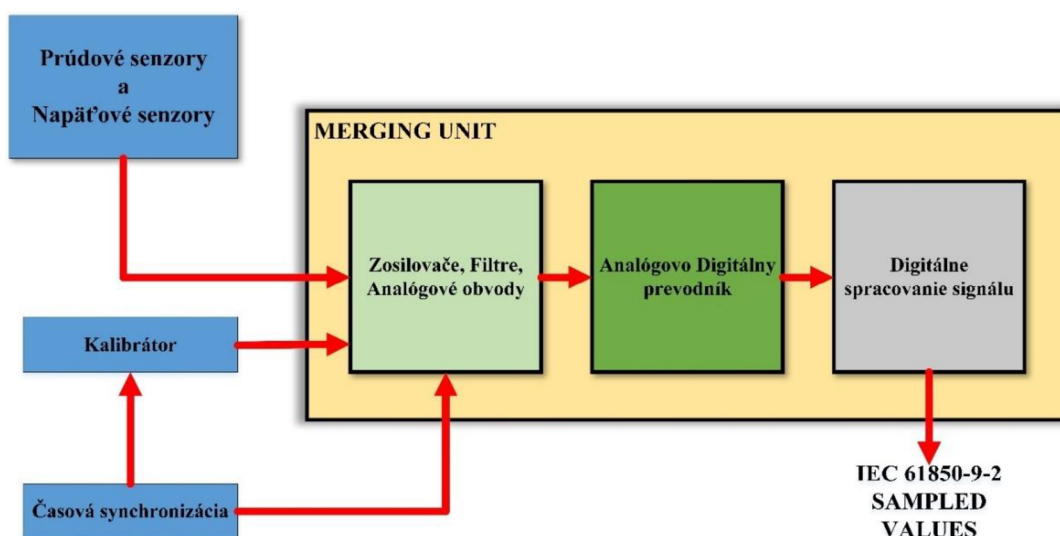 Prúdové senzory
a
Napäťové senzory
MERGING UNIT
Zosilovače, Filtre,
Analógové obvody
Analógovo Digitálny
prevodník
Digitálne
spracovanie signálu
Kalibrátor
Časová synchronizácia
IEC 61850-9-2
SAMPLED
VALUES